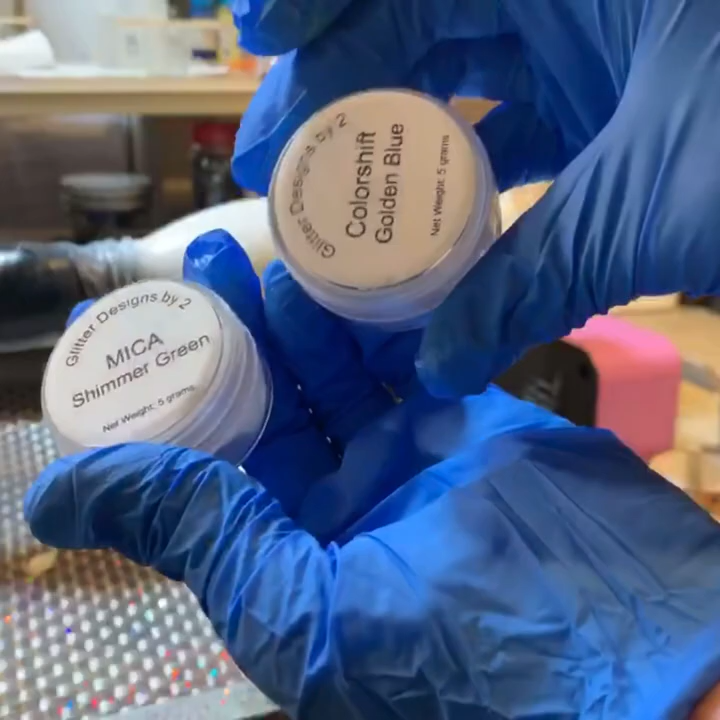 Glitter Designs by 2
Colorshift
Golden Blue
Net Weight: 5 grams
Glitter Designs by 2
MICA
Shimmer Green
Net Weight: 5 grams